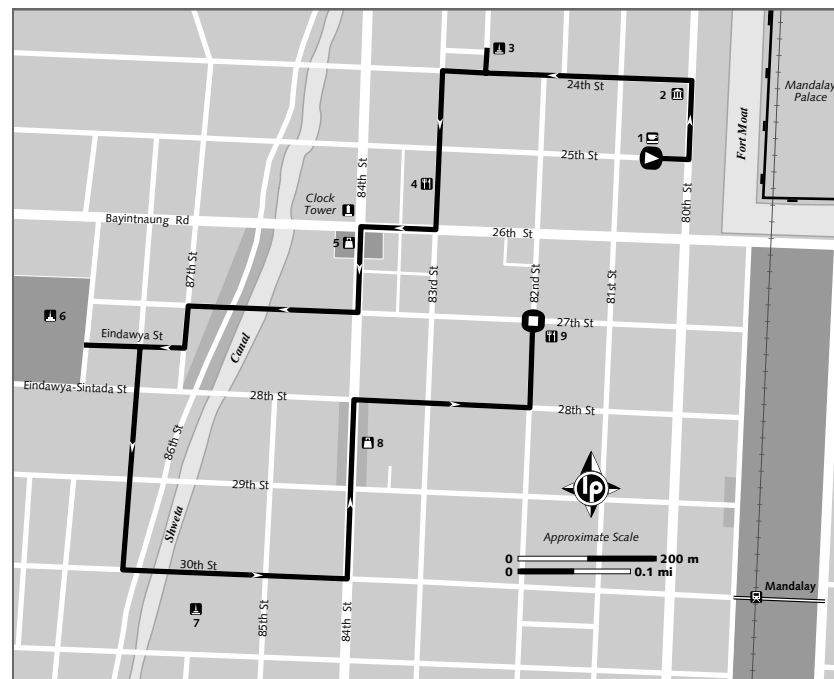 3
24th St
2
Mandalay
Palace
Fort Moat
1
25th St
84th St
4
80th St
Clock
Tower
Bayintnaung Rd
26th St
5
87th St
83rd St
82nd St
81st St
6
27th St
Eindawya St
9
Canal
Eindawya-Sintada St
28th St
28th St
86th St
8
29th St
lp
Shweta
Approximate Scale
0 200 m
0 0.1 mi
30th St
Mandalay
7
85th St
84th St